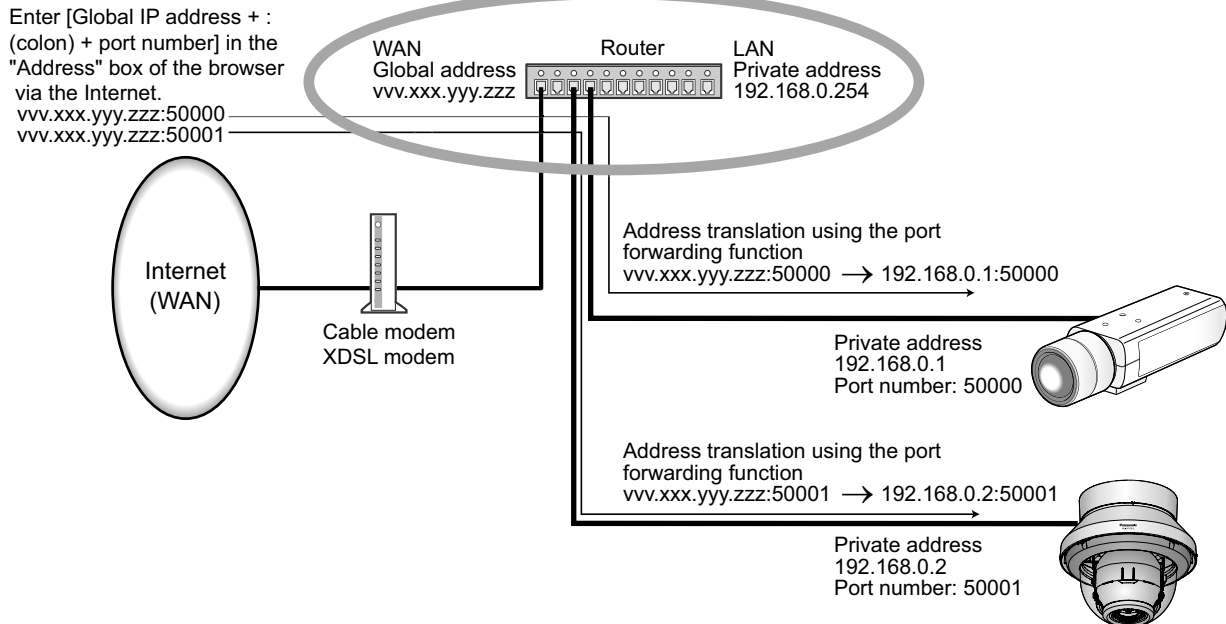 Enter [Global IP address + :
(colon) + port number] in the
"Address" box of the browser
via the Internet.
vvv.xxx.yyy.zzz:50000
vvv.xxx.yyy.zzz:50001
WAN
Global address
vvv.xxx.yyy.zzz
Router
LAN
Private address
192.168.0.254
Internet
(WAN)
Cable modem
XDSL modem
Address translation using the port
forwarding function
vvv.xxx.yyy.zzz:50000 → 192.168.0.1:50000
Private address
192.168.0.1
Port number: 50000
Address translation using the port
forwarding function
vvv.xxx.yyy.zzz:50001 → 192.168.0.2:50001
Private address
192.168.0.2
Port number: 50001
Panasonic